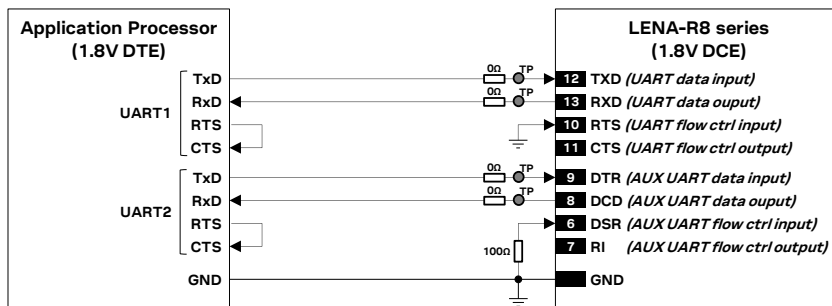 Application Processor
(1.8V DTE)
LENA-R8 series
(1.8V DCE)
UART1
TxD
0Ω
TP
12
TXD (UART data input)
RxD
0Ω
TP
13
RXD (UART data ouput)
RTS
10
RTS (UART flow ctrl input)
CTS
11
CTS (UART flow ctrl output)
UART2
TxD
0Ω
TP
9
DTR (AUX UART data input)
RxD
0Ω
TP
8
DCD (AUX UART data ouput)
RTS
6
DSR (AUX UART flow ctrl input)
CTS
100Ω
7
RI (AUX UART flow ctrl output)
GND
GND